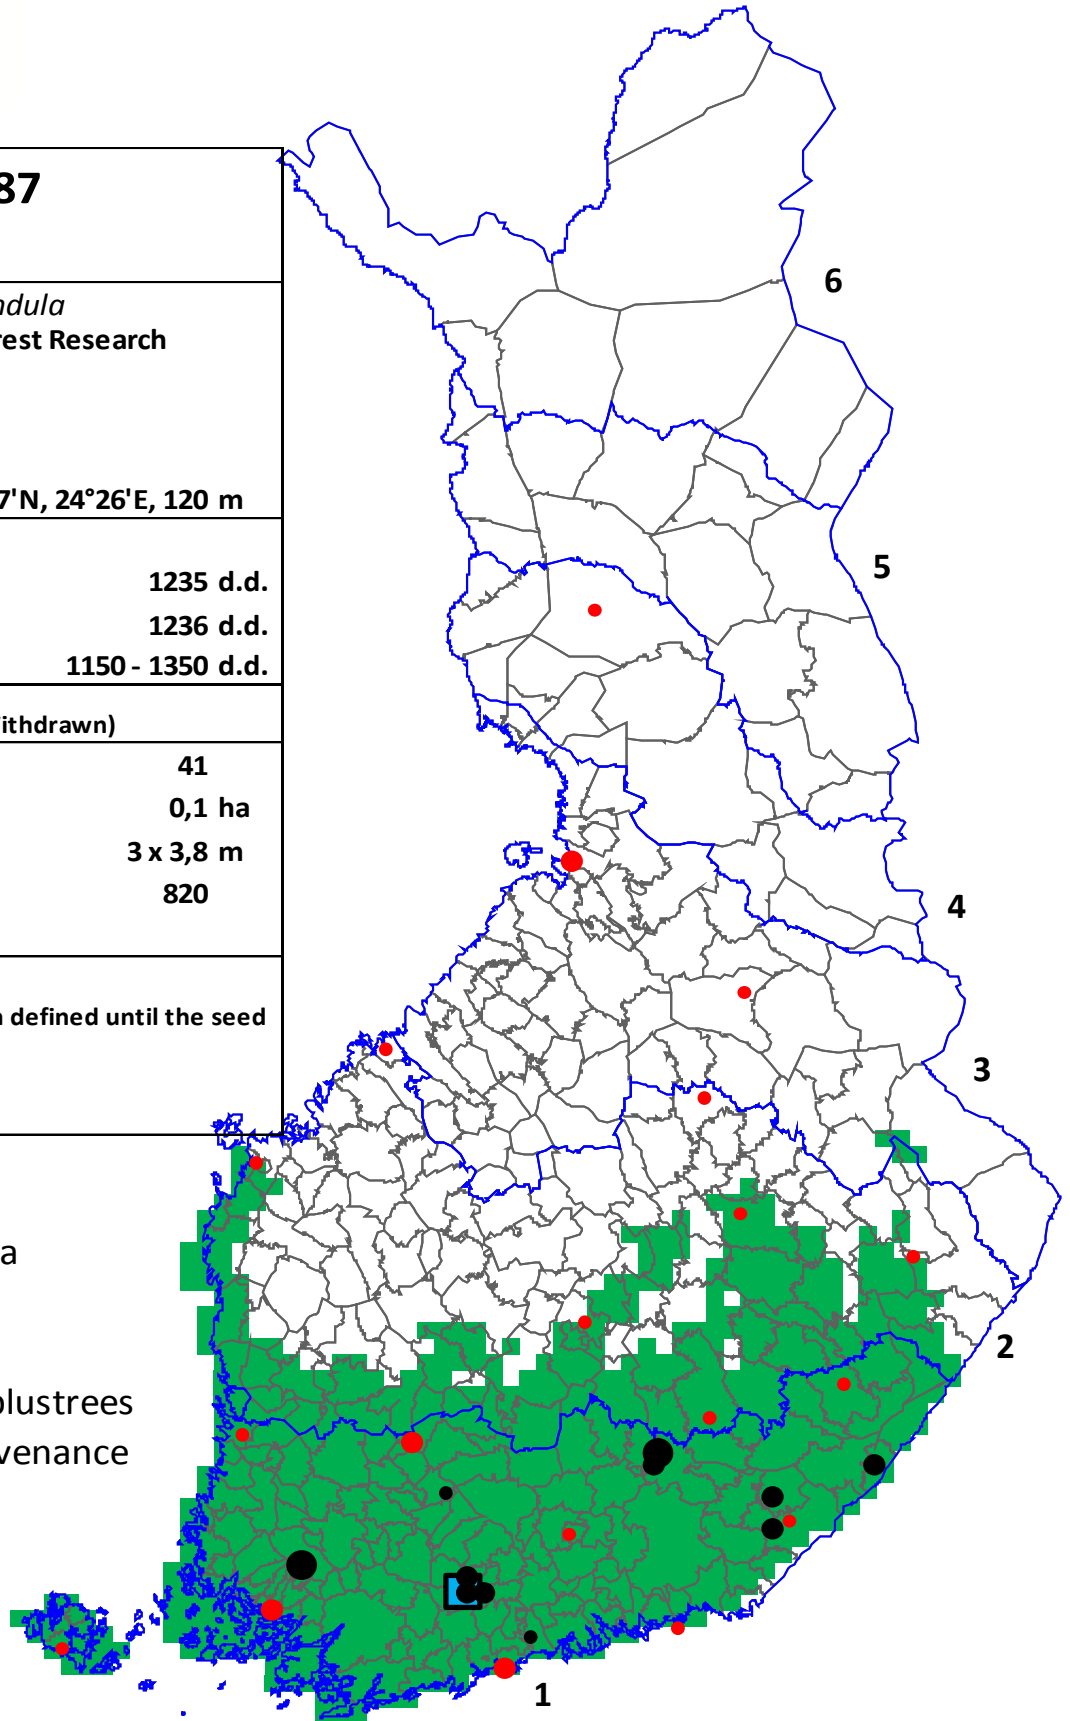 87
ndula
rest Research
7'N, 24°26'E, 120 m
1235 d.d.
1236 d.d.
1150 - 1350 d.d.
ithdrawn)
41
0,1 ha
3 x 3,8 m
820
n defined until the seed
a
plustrees
venance
6
5
4
3
2
1